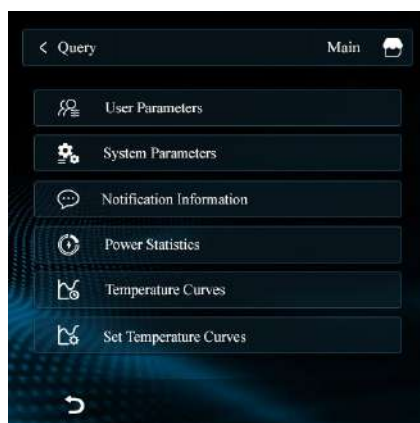 Query
Main
User Parameters
System Parameters
Notification Information
Power Statistics
Temperature Curves
Set Temperature Curves